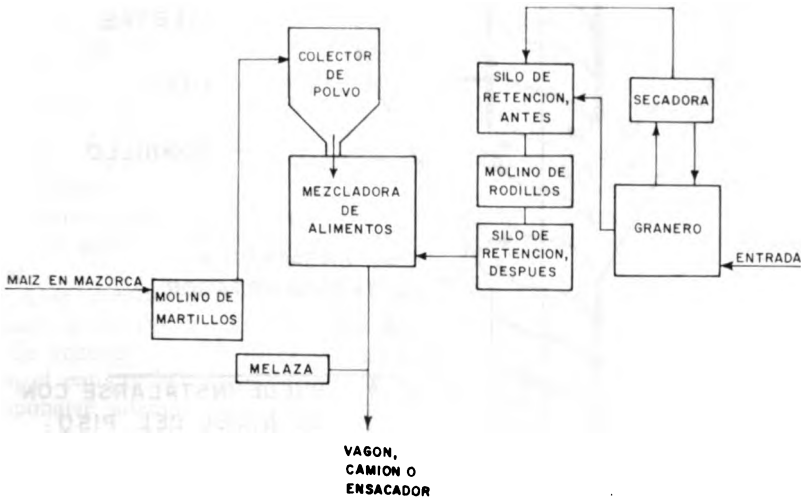 COLECTOR
DE
POLVO
SILO DE
RETENCION,
ANTES
SECADORA
MOLINO DE
RODILLOS
MEZCLADORA
DE
ALIMENTOS
SILO DE
RETENCION,
DESPUES
GRANERO
ENTRADA
MAIZ EN MAZORCA
MOLINO DE
MARTILLOS
MELAZA
VAGON,
CAMION O
ENSACADOR